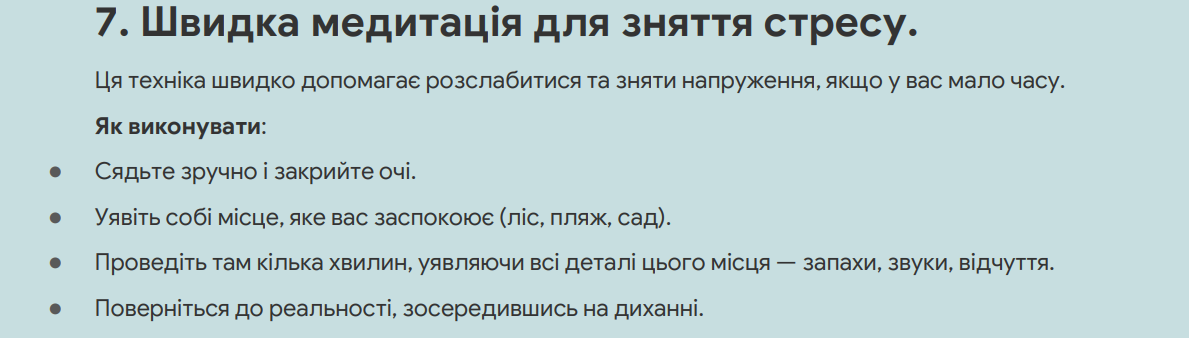 7. Швидка медитація для зняття стресу.
Ця техніка швидко допомагає розслабитися та зняти напруження, якщо у вас мало часу.
Як виконувати:
● Сядьте зручно і закрийте очі.
● Уявіть собі місце, яке вас заспокоює (ліс, пляж, сад).
● Проведіть там кілька хвилин, уявляючи всі деталі цього місця — запахи, звуки, відчуття.
● Поверніться до реальності, зосередившись на диханні.